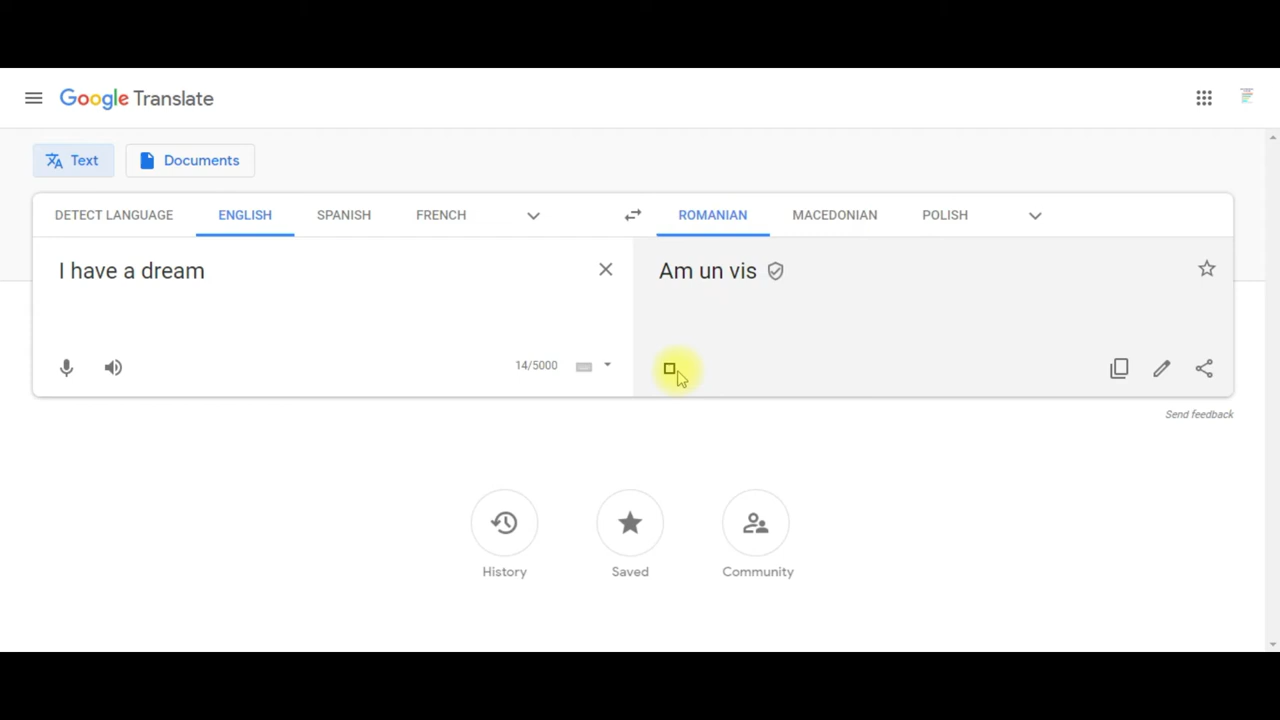 Google Translate
Text
Documents
DETECT LANGUAGE ENGLISH SPANISH FRENCH
ROMANIAN MACEDONIAN POLISH
I have a dream
Am un vis
14/5000
Send feedback
History
Saved
Community